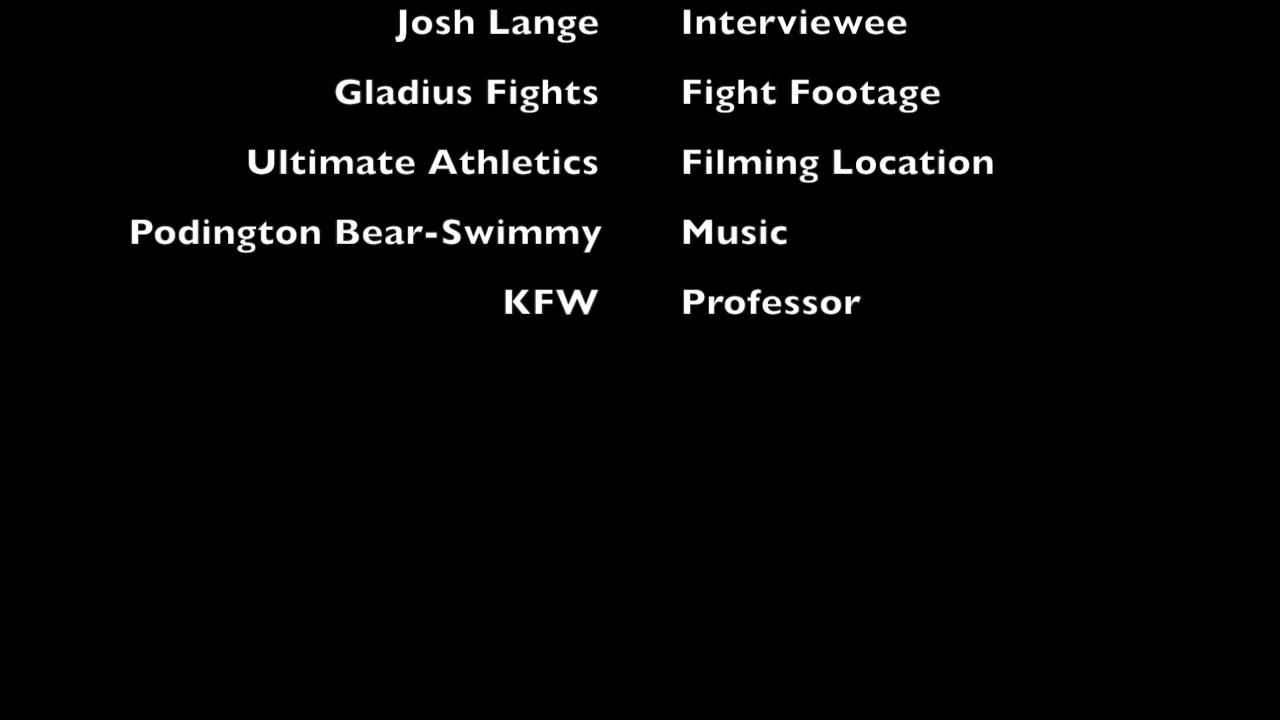 Josh Lange Interviewee
Gladius Fights Fight Footage
Ultimate Athletics Filming Location
Podington Bear-Swimmy Music
KFW Professor